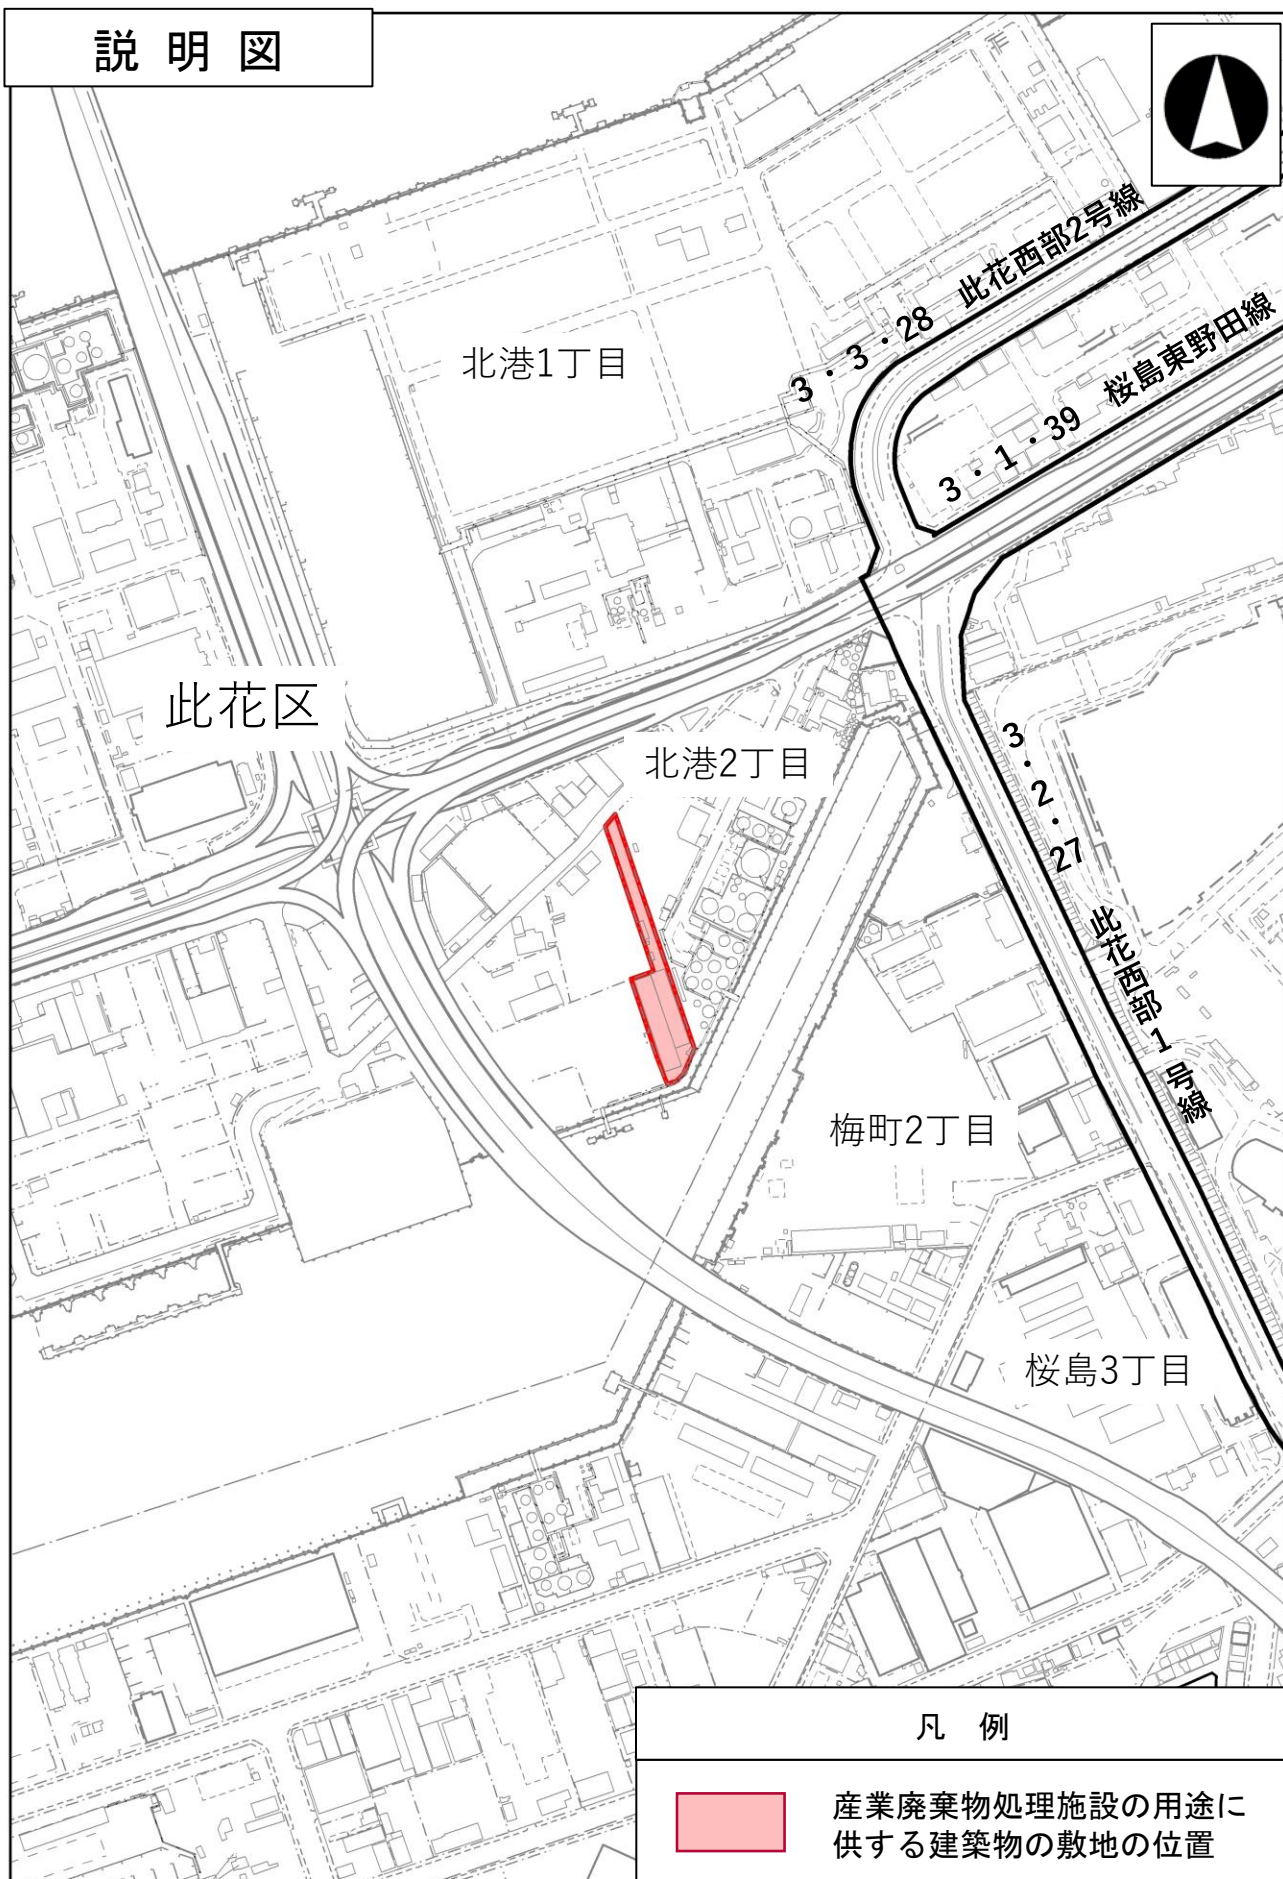 説明図
3・3・28 此花西部2号線
3・1・39 桜島東野田線
北港1丁目
此花区
北港2丁目
3・2・27 此花西部1号線
梅町2丁目
桜島3丁目
凡 例
産業廃棄物処理施設の用途に
供する建築物の敷地の位置